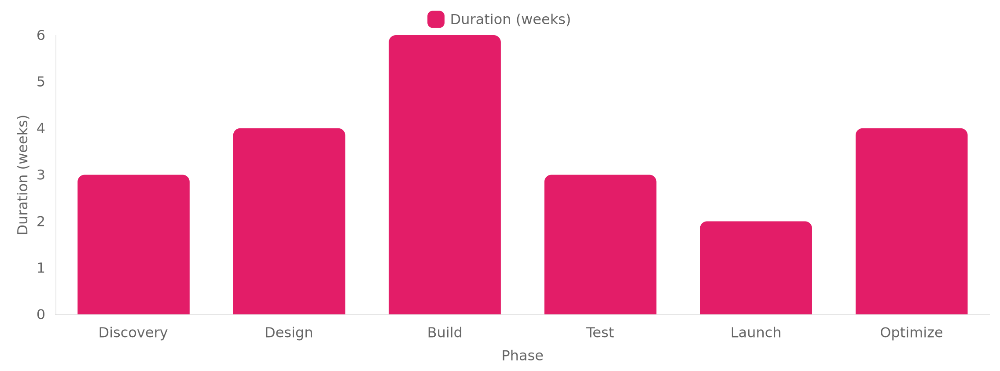 Duration (weeks)
6
5
4
3
2
1
0
Duration (weeks)
Discovery
Design
Build
Test
Launch
Optimize
Phase